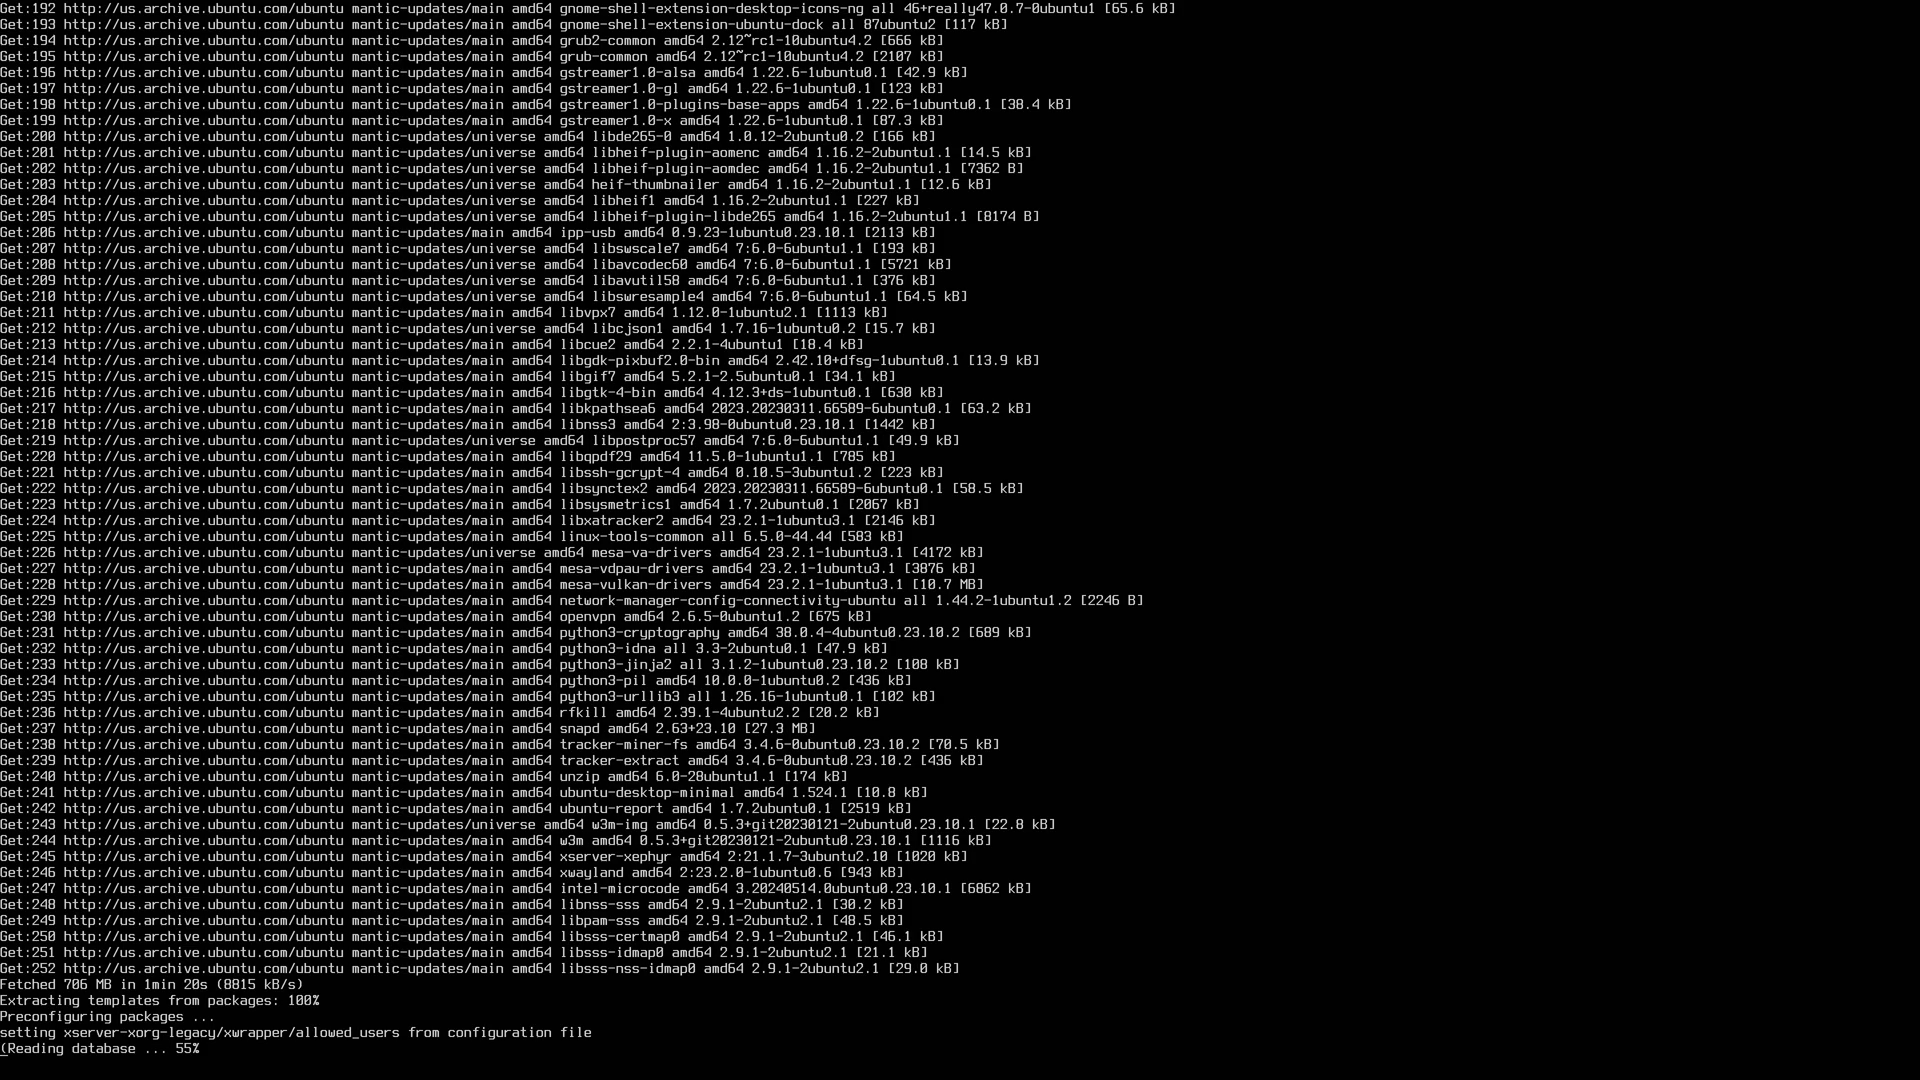 Get:192 http://us.archive.ubuntu.com/ubuntu mantic-updates/main amd64 gnome-shell-extension-desktop-icons-ng all 46+really47.0.7-0ubuntu1 [65.6 kB]
Get:193 http://us.archive.ubuntu.com/ubuntu mantic-updates/main amd64 gnome-shell-extension-ubuntu-dock all 87ubuntu2 [117 kB]
Get:194 http://us.archive.ubuntu.com/ubuntu mantic-updates/main amd64 grub2-common amd64 2.12~rc1-10ubuntu4.2 [666 kB]
Get:195 http://us.archive.ubuntu.com/ubuntu mantic-updates/main amd64 grub-common amd64 2.12~rc1-10ubuntu4.2 [2107 kB]
Get:196 http://us.archive.ubuntu.com/ubuntu mantic-updates/main amd64 gstreamer1.0-alsa amd64 1.22.6-1ubuntu0.1 [42.9 kB]
Get:197 http://us.archive.ubuntu.com/ubuntu mantic-updates/main amd64 gstreamer1.0-gl amd64 1.22.6-1ubuntu0.1 [123 kB]
Get:198 http://us.archive.ubuntu.com/ubuntu mantic-updates/main amd64 gstreamer1.0-plugins-base-apps amd64 1.22.6-1ubuntu0.1 [38.4 kB]
Get:199 http://us.archive.ubuntu.com/ubuntu mantic-updates/main amd64 gstreamer1.0-x amd64 1.22.6-1ubuntu0.1 [87.3 kB]
Get:200 http://us.archive.ubuntu.com/ubuntu mantic-updates/universe amd64 libde265-0 amd64 1.0.12-2ubuntu0.2 [166 kB]
Get:201 http://us.archive.ubuntu.com/ubuntu mantic-updates/universe amd64 libheif-plugin-aomenc amd64 1.16.2-2ubuntu1.1 [14.5 kB]
Get:202 http://us.archive.ubuntu.com/ubuntu mantic-updates/universe amd64 libheif-plugin-aomdec amd64 1.16.2-2ubuntu1.1 [7362 B]
Get:203 http://us.archive.ubuntu.com/ubuntu mantic-updates/universe amd64 heif-thumbnailer amd64 1.16.2-2ubuntu1.1 [12.6 kB]
Get:204 http://us.archive.ubuntu.com/ubuntu mantic-updates/universe amd64 libheif1 amd64 1.16.2-2ubuntu1.1 [227 kB]
Get:205 http://us.archive.ubuntu.com/ubuntu mantic-updates/universe amd64 libheif-plugin-libde265 amd64 1.16.2-2ubuntu1.1 [8174 B]
Get:206 http://us.archive.ubuntu.com/ubuntu mantic-updates/main amd64 ipp-usb amd64 0.9.23-1ubuntu0.23.10.1 [2113 kB]
Get:207 http://us.archive.ubuntu.com/ubuntu mantic-updates/universe amd64 libswscale7 amd64 7:6.0-6ubuntu1.1 [193 kB]
Get:208 http://us.archive.ubuntu.com/ubuntu mantic-updates/universe amd64 libavcodec60 amd64 7:6.0-6ubuntu1.1 [5721 kB]
Get:209 http://us.archive.ubuntu.com/ubuntu mantic-updates/universe amd64 libavutil58 amd64 7:6.0-6ubuntu1.1 [376 kB]
Get:210 http://us.archive.ubuntu.com/ubuntu mantic-updates/universe amd64 libswresample4 amd64 7:6.0-6ubuntu1.1 [64.5 kB]
Get:211 http://us.archive.ubuntu.com/ubuntu mantic-updates/main amd64 libvpx7 amd64 1.12.0-1ubuntu2.1 [1113 kB]
Get:212 http://us.archive.ubuntu.com/ubuntu mantic-updates/universe amd64 libcjson1 amd64 1.7.16-1ubuntu0.2 [15.7 kB]
Get:213 http://us.archive.ubuntu.com/ubuntu mantic-updates/main amd64 libcue2 amd64 2.2.1-4ubuntu1 [18.4 kB]
Get:214 http://us.archive.ubuntu.com/ubuntu mantic-updates/main amd64 libgdk-pixbuf2.0-bin amd64 2.42.10+dfsg-1ubuntu0.1 [13.9 kB]
Get:215 http://us.archive.ubuntu.com/ubuntu mantic-updates/main amd64 libgif7 amd64 5.2.1-2.5ubuntu0.1 [34.1 kB]
Get:216 http://us.archive.ubuntu.com/ubuntu mantic-updates/main amd64 libgtk-4-bin amd64 4.12.3+ds-1ubuntu0.1 [630 kB]
Get:217 http://us.archive.ubuntu.com/ubuntu mantic-updates/main amd64 libkpathsea6 amd64 2023.20230311.66589-6ubuntu0.1 [63.2 kB]
Get:218 http://us.archive.ubuntu.com/ubuntu mantic-updates/main amd64 libnss3 amd64 2:3.98-0ubuntu0.23.10.1 [1442 kB]
Get:219 http://us.archive.ubuntu.com/ubuntu mantic-updates/universe amd64 libpostproc57 amd64 7:6.0-6ubuntu1.1 [49.9 kB]
Get:220 http://us.archive.ubuntu.com/ubuntu mantic-updates/main amd64 libqpdf29 amd64 11.5.0-1ubuntu1.1 [785 kB]
Get:221 http://us.archive.ubuntu.com/ubuntu mantic-updates/main amd64 libssh-gcrypt-4 amd64 0.10.5-3ubuntu1.2 [223 kB]
Get:222 http://us.archive.ubuntu.com/ubuntu mantic-updates/main amd64 libsynctex2 amd64 2023.20230311.66589-6ubuntu0.1 [58.5 kB]
Get:223 http://us.archive.ubuntu.com/ubuntu mantic-updates/main amd64 libsysmetrics1 amd64 1.7.2ubuntu0.1 [2067 kB]
Get:224 http://us.archive.ubuntu.com/ubuntu mantic-updates/main amd64 libxatracker2 amd64 23.2.1-1ubuntu3.1 [2146 kB]
Get:225 http://us.archive.ubuntu.com/ubuntu mantic-updates/main amd64 linux-tools-common all 6.5.0-44.44 [583 kB]
Get:226 http://us.archive.ubuntu.com/ubuntu mantic-updates/universe amd64 mesa-va-drivers amd64 23.2.1-1ubuntu3.1 [4172 kB]
Get:227 http://us.archive.ubuntu.com/ubuntu mantic-updates/main amd64 mesa-vdpau-drivers amd64 23.2.1-1ubuntu3.1 [3876 kB]
Get:228 http://us.archive.ubuntu.com/ubuntu mantic-updates/main amd64 mesa-vulkan-drivers amd64 23.2.1-1ubuntu3.1 [10.7 MB]
Get:229 http://us.archive.ubuntu.com/ubuntu mantic-updates/main amd64 network-manager-config-connectivity-ubuntu all 1.44.2-1ubuntu1.2 [2246 B]
Get:230 http://us.archive.ubuntu.com/ubuntu mantic-updates/main amd64 openvpn amd64 2.6.5-0ubuntu1.2 [675 kB]
Get:231 http://us.archive.ubuntu.com/ubuntu mantic-updates/main amd64 python3-cryptography amd64 38.0.4-4ubuntu0.23.10.2 [689 kB]
Get:232 http://us.archive.ubuntu.com/ubuntu mantic-updates/main amd64 python3-idna all 3.3-2ubuntu0.1 [47.9 kB]
Get:233 http://us.archive.ubuntu.com/ubuntu mantic-updates/main amd64 python3-jinja2 all 3.1.2-1ubuntu0.23.10.2 [108 kB]
Get:234 http://us.archive.ubuntu.com/ubuntu mantic-updates/main amd64 python3-pil amd64 10.0.0-1ubuntu0.2 [436 kB]
Get:235 http://us.archive.ubuntu.com/ubuntu mantic-updates/main amd64 python3-urllib3 all 1.26.16-1ubuntu0.1 [102 kB]
Get:236 http://us.archive.ubuntu.com/ubuntu mantic-updates/main amd64 rfkill amd64 2.39.1-4ubuntu2.2 [20.2 kB]
Get:237 http://us.archive.ubuntu.com/ubuntu mantic-updates/main amd64 snapd amd64 2.63+23.10 [27.3 MB]
Get:238 http://us.archive.ubuntu.com/ubuntu mantic-updates/main amd64 tracker-miner-fs amd64 3.4.6-0ubuntu0.23.10.2 [70.5 kB]
Get:239 http://us.archive.ubuntu.com/ubuntu mantic-updates/main amd64 tracker-extract amd64 3.4.6-0ubuntu0.23.10.2 [436 kB]
Get:240 http://us.archive.ubuntu.com/ubuntu mantic-updates/main amd64 unzip amd64 6.0-28ubuntu1.1 [174 kB]
Get:241 http://us.archive.ubuntu.com/ubuntu mantic-updates/main amd64 ubuntu-desktop-minimal amd64 1.524.1 [10.8 kB]
Get:242 http://us.archive.ubuntu.com/ubuntu mantic-updates/main amd64 ubuntu-report amd64 1.7.2ubuntu0.1 [2519 kB]
Get:243 http://us.archive.ubuntu.com/ubuntu mantic-updates/universe amd64 w3m-img amd64 0.5.3+git20230121-2ubuntu0.23.10.1 [22.8 kB]
Get:244 http://us.archive.ubuntu.com/ubuntu mantic-updates/main amd64 w3m amd64 0.5.3+git20230121-2ubuntu0.23.10.1 [1116 kB]
Get:245 http://us.archive.ubuntu.com/ubuntu mantic-updates/main amd64 xserver-xephyr amd64 2:21.1.7-3ubuntu2.10 [1020 kB]
Get:246 http://us.archive.ubuntu.com/ubuntu mantic-updates/main amd64 xwayland amd64 2:23.2.0-1ubuntu0.6 [943 kB]
Get:247 http://us.archive.ubuntu.com/ubuntu mantic-updates/main amd64 intel-microcode amd64 3.20240514.0ubuntu0.23.10.1 [6862 kB]
Get:248 http://us.archive.ubuntu.com/ubuntu mantic-updates/main amd64 libnss-sss amd64 2.9.1-2ubuntu2.1 [30.2 kB]
Get:249 http://us.archive.ubuntu.com/ubuntu mantic-updates/main amd64 libpam-sss amd64 2.9.1-2ubuntu2.1 [48.5 kB]
Get:250 http://us.archive.ubuntu.com/ubuntu mantic-updates/main amd64 libsss-certmap0 amd64 2.9.1-2ubuntu2.1 [46.1 kB]
Get:251 http://us.archive.ubuntu.com/ubuntu mantic-updates/main amd64 libsss-idmap0 amd64 2.9.1-2ubuntu2.1 [21.1 kB]
Get:252 http://us.archive.ubuntu.com/ubuntu mantic-updates/main amd64 libsss-nss-idmap0 amd64 2.9.1-2ubuntu2.1 [29.0 kB]
Fetched 706 MB in 1min 20s (8815 kB/s)
Extracting templates from packages: 100%
Preconfiguring packages ...
setting xserver-xorg-legacy/xwrapper/allowed_users from configuration file
(Reading database ... 55%